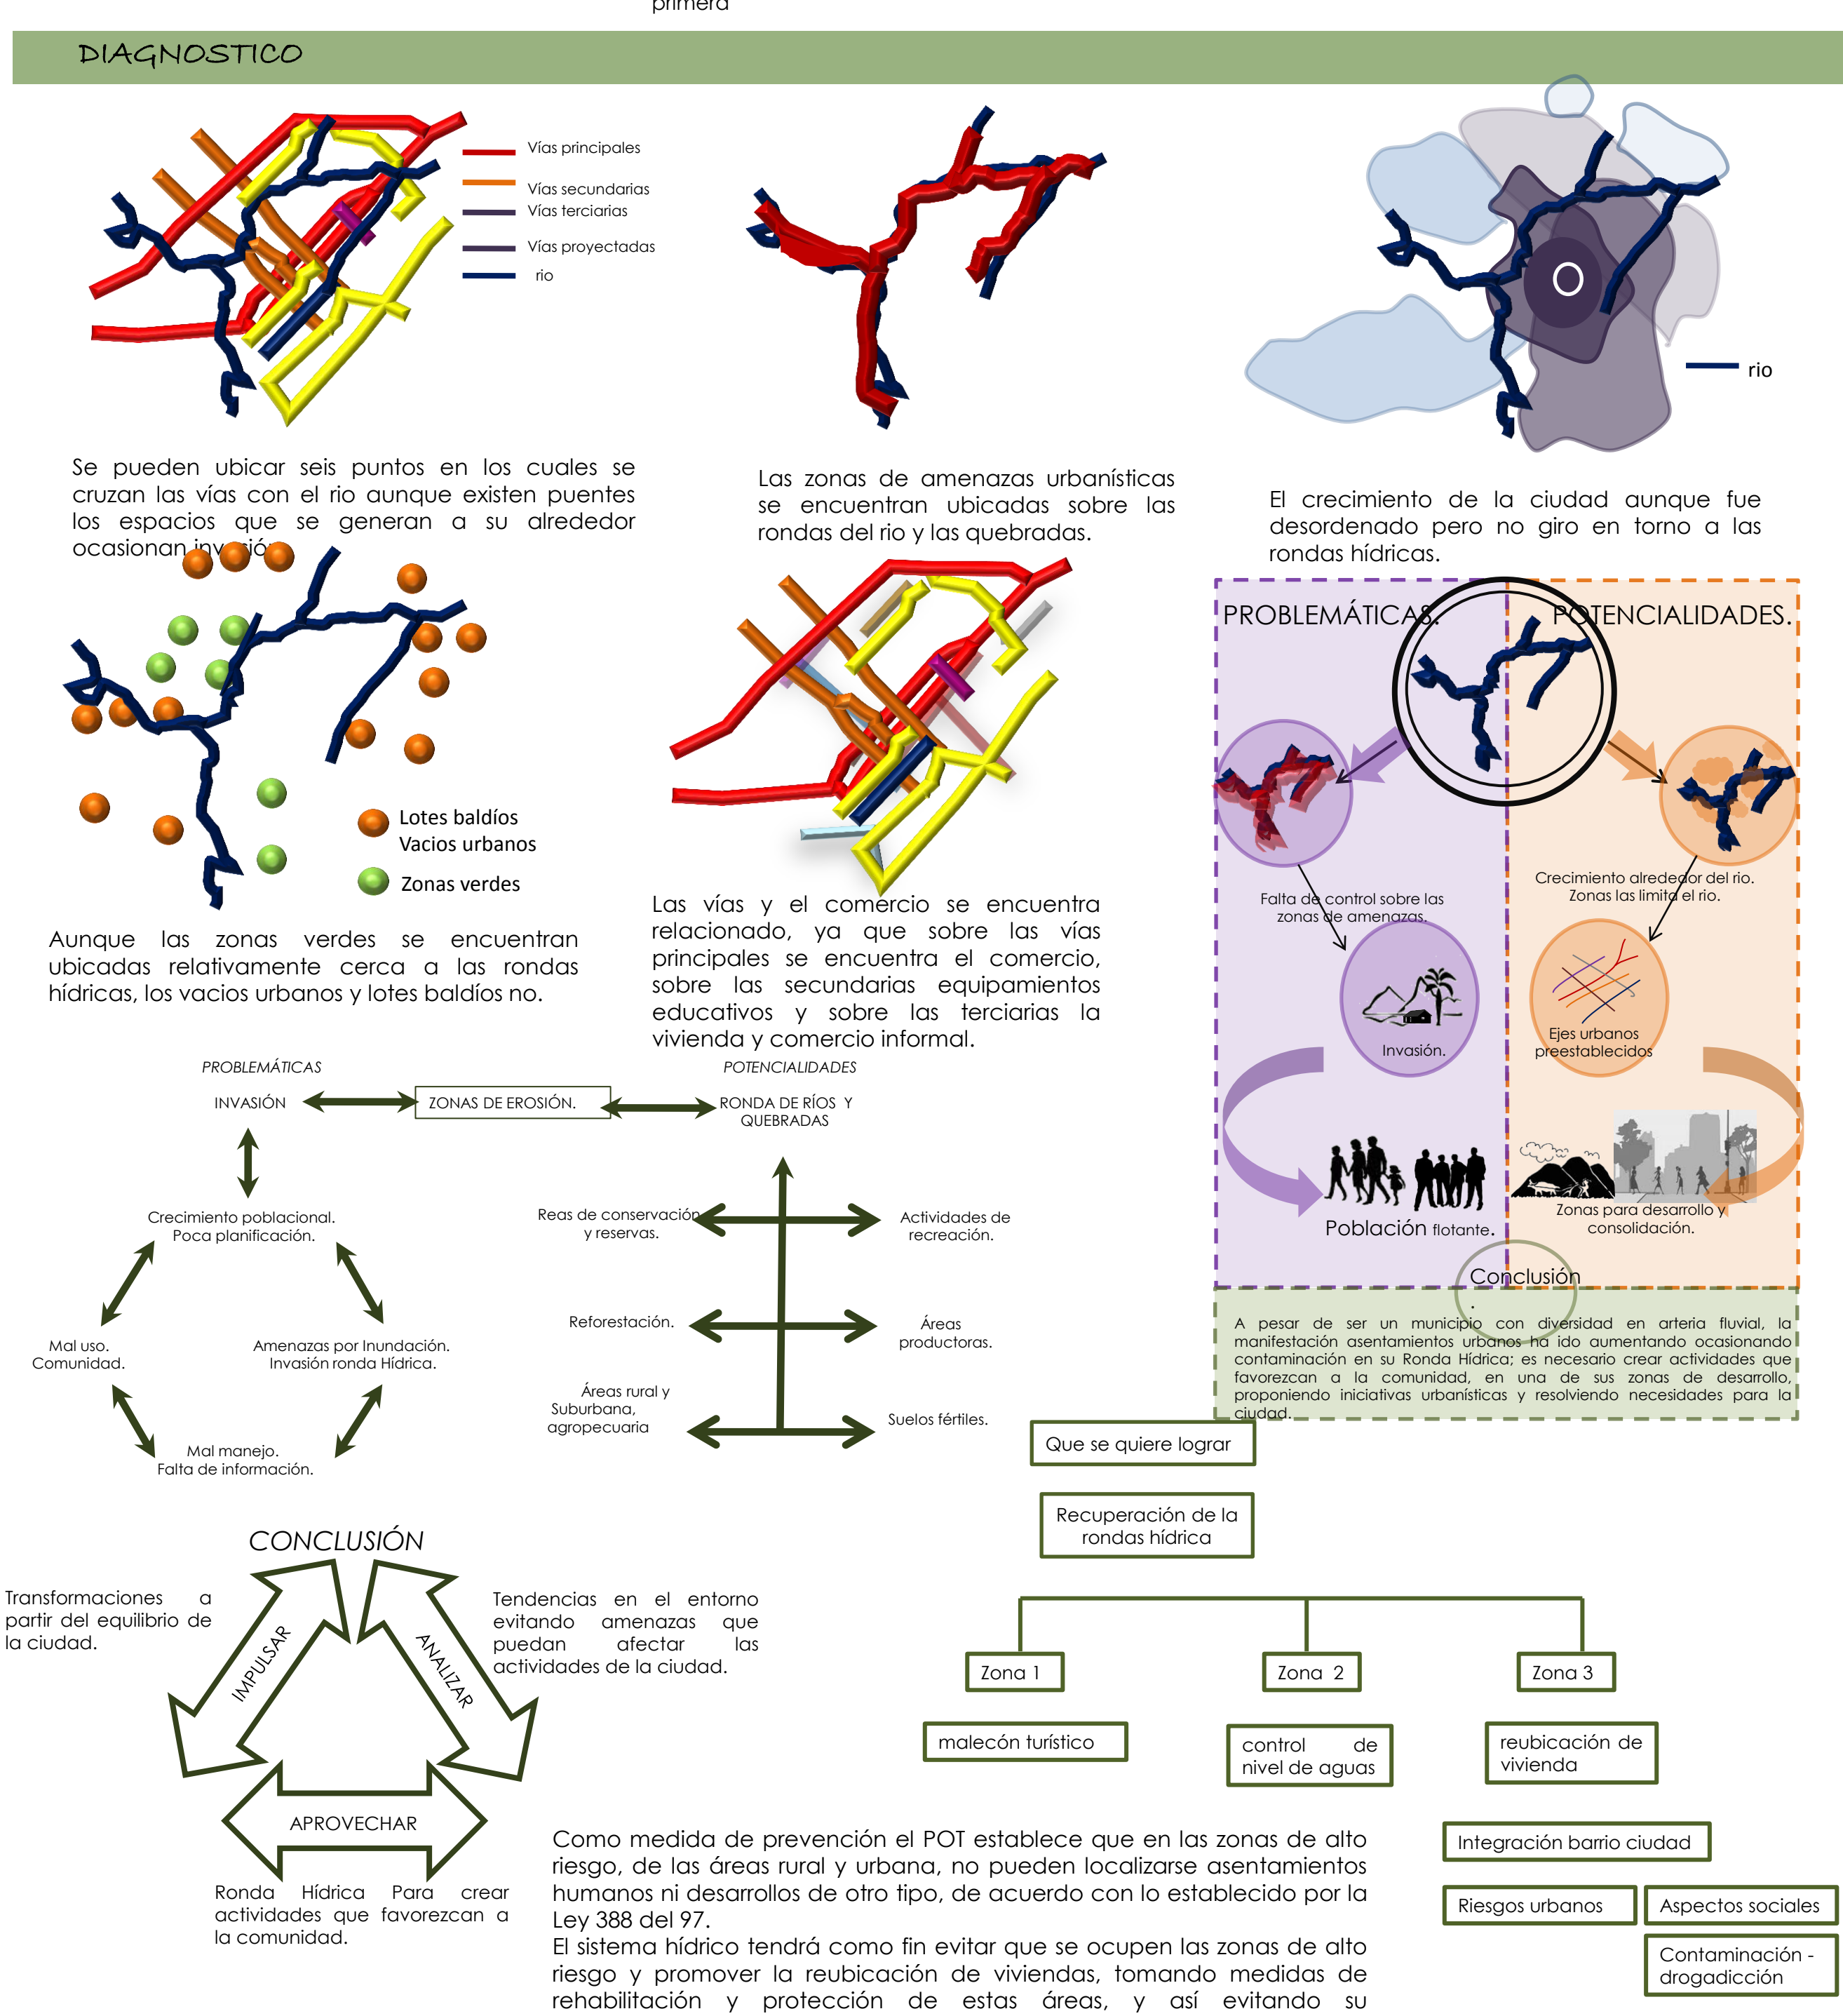 primera
DIAGNOSTICO
Vías principales
Vías secundarias
Vías terciarias
Vías proyectadas
rio
rio
Se pueden ubicar seis puntos en los cuales se
cruzan las vías con el rio aunque existen puentes
los espacios que se generan a su alrededor
ocasionan invasión
Las zonas de amenazas urbanísticas
se encuentran ubicadas sobre las
rondas del rio y las quebradas.
El crecimiento de la ciudad aunque fue
desordenado pero no giro en torno a las
rondas hídricas.
Lotes baldíos
Vacios urbanos
Zonas verdes
Aunque las zonas verdes se encuentran
ubicadas relativamente cerca a las rondas
hídricas, los vacios urbanos y lotes baldíos no.
Las vías y el comercio se encuentra
relacionado, ya que sobre las vías
principales se encuentra el comercio,
sobre las secundarias equipamientos
educativos y sobre las terciarias la
vivienda y comercio informal.
PROBLEMÁTICAS.
POTENCIALIDADES.
Falta de control sobre las
zonas de amenazas.
Crecimiento alrededor del rio.
Zonas las limita el rio.
Invasión.
Ejes urbanos
preestablecidos
Población flotante.
Zonas para desarrollo y
consolidación.
Conclusión
.
A pesar de ser un municipio con diversidad en arteria fluvial, la
manifestación asentamientos urbanos ha ido aumentando ocasionando
contaminación en su Ronda Hídrica; es necesario crear actividades que
favorezcan a la comunidad, en una de sus zonas de desarrollo,
proponiendo iniciativas urbanísticas y resolviendo necesidades para la
ciudad.
PROBLEMÁTICAS
POTENCIALIDADES
INVASIÓN
ZONAS DE EROSIÓN.
RONDA DE RÍOS Y
QUEBRADAS
Crecimiento poblacional.
Poca planificación.
Mal uso.
Comunidad.
Amenazas por Inundación.
Invasión ronda Hídrica.
Mal manejo.
Falta de información.
Reas de conservación
y reservas.
Actividades de
recreación.
Reforestación.
Áreas
productoras.
Áreas rural y
Suburbana,
agropecuaria
Suelos fértiles.
Que se quiere lograr
Recuperación de la
rondas hídrica
Zona 1
Zona 2
Zona 3
malecón turístico
control de
nivel de aguas
reubicación de
vivienda
Integración barrio ciudad
Riesgos urbanos
Aspectos sociales
Contaminación -
drogadicción
CONCLUSIÓN
Transformaciones a
partir del equilibrio de
la ciudad.
IMPULSAR
ANALIZAR
Tendencias en el entorno
evitando amenazas que
puedan afectar las
actividades de la ciudad.
APROVECHAR
Ronda Hídrica Para crear
actividades que favorezcan a
la comunidad.
Como medida de prevención el POT establece que en las zonas de alto
riesgo, de las áreas rural y urbana, no pueden localizarse asentamientos
humanos ni desarrollos de otro tipo, de acuerdo con lo establecido por la
Ley 388 del 97.
El sistema hídrico tendrá como fin evitar que se ocupen las zonas de alto
riesgo y promover la reubicación de viviendas, tomando medidas de
rehabilitación y protección de estas áreas, y así evitando su